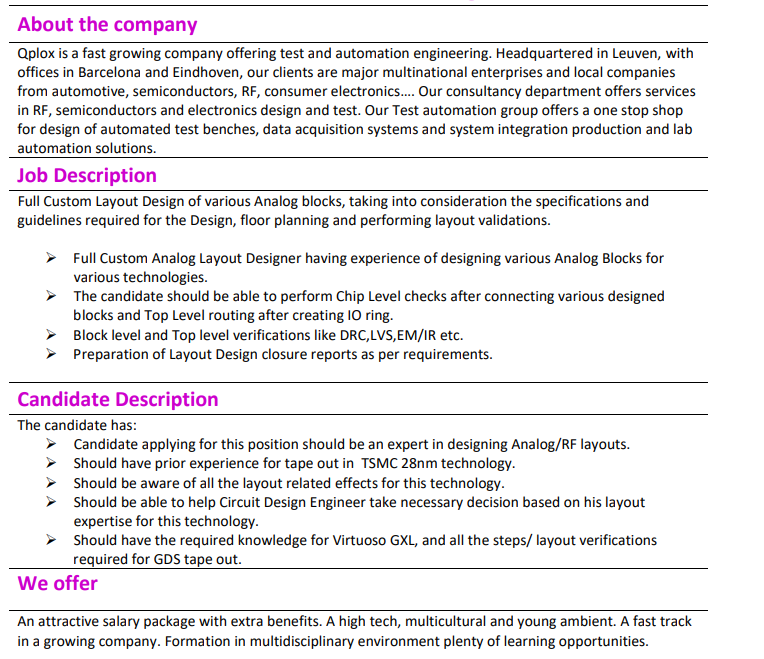 About the company
Qplox is a fast growing company offering test and automation engineering. Headquartered in Leuven, with
offices in Barcelona and Eindhoven, our clients are major multinational enterprises and local companies
from automotive, semiconductors, RF, consumer electronics…. Our consultancy department offers services
in RF, semiconductors and electronics design and test. Our Test automation group offers a one stop shop
for design of automated test benches, data acquisition systems and system integration production and lab
automation solutions.
Job Description
Full Custom Layout Design of various Analog blocks, taking into consideration the specifications and
guidelines required for the Design, floor planning and performing layout validations.
➢ Full Custom Analog Layout Designer having experience of designing various Analog Blocks for
various technologies.
➢ The candidate should be able to perform Chip Level checks after connecting various designed
blocks and Top Level routing after creating IO ring.
➢ Block level and Top level verifications like DRC,LVS,EM/IR etc.
➢ Preparation of Layout Design closure reports as per requirements.
Candidate Description
The candidate has:
➢ Candidate applying for this position should be an expert in designing Analog/RF layouts.
➢ Should have prior experience for tape out in  TSMC 28nm technology.
➢ Should be aware of all the layout related effects for this technology.
➢ Should be able to help Circuit Design Engineer take necessary decision based on his layout
expertise for this technology.
➢ Should have the required knowledge for Virtuoso GXL, and all the steps/ layout verifications
required for GDS tape out.
We offer
An attractive salary package with extra benefits. A high tech, multicultural and young ambient. A fast track
in a growing company. Formation in multidisciplinary environment plenty of learning opportunities.